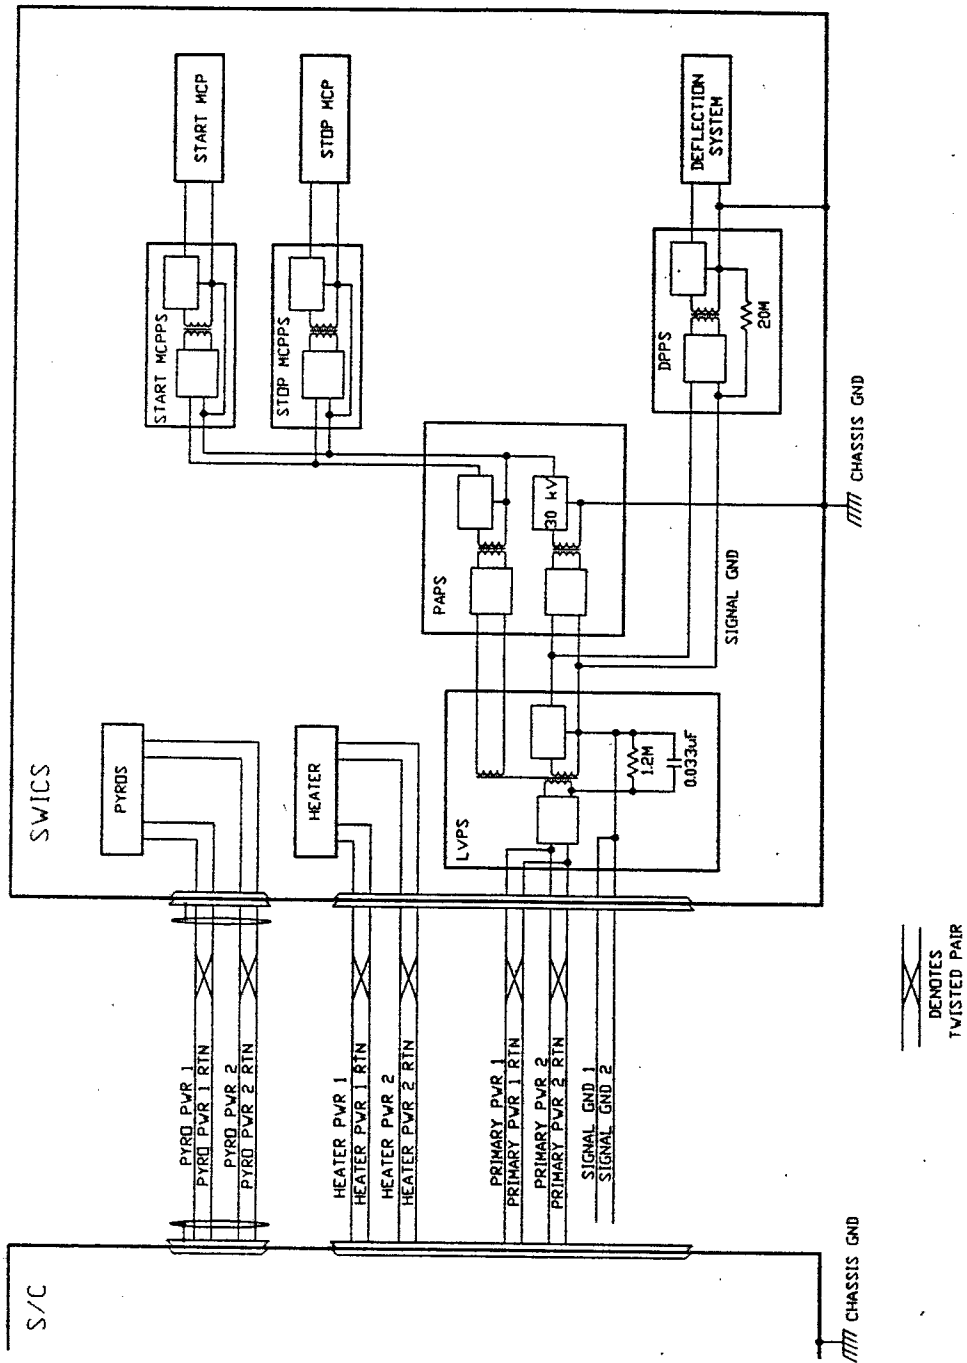 SWICS
START MCP
STOP MCP
DEFLECTION
SYSTEM
START MCPPS
STOP MCPPS
DPPS
20M
PAPS
30 kV
CHASSIS GND
SIGNAL GND
PYROS
HEATER
LVPS
1.2M
0.033uF
PYRO PWR 1
PYRO PWR 1 RTN
PYRO PWR 2
PYRO PWR 2 RTN
HEATER PWR 1
HEATER PWR 1 RTN
HEATER PWR 2
HEATER PWR 2 RTN
PRIMARY PWR 1
PRIMARY PWR 1 RTN
PRIMARY PWR 2
PRIMARY PWR 2 RTN
SIGNAL GND 1
SIGNAL GND 2
S/C
CHASSIS GND
DENOTES
TWISTED PAIR